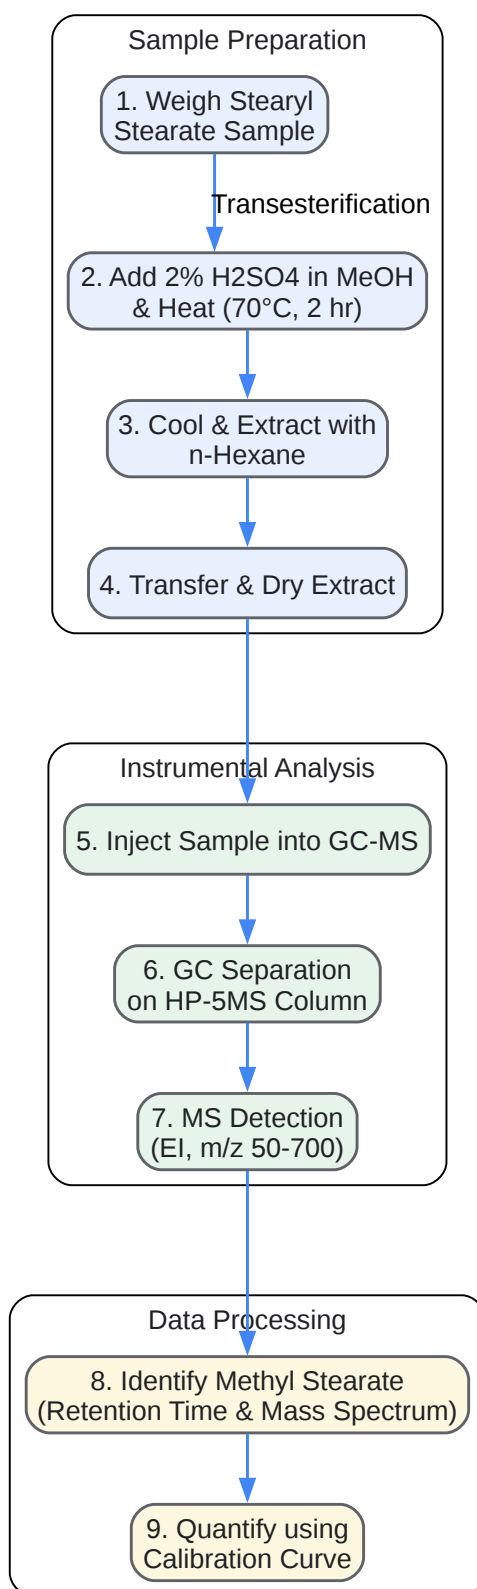 Sample Preparation
1. Weigh Stearyl
Stearate Sample
Transesterification
2. Add 2% H2SO4 in MeOH
& Heat (70°C, 2 hr)
3. Cool & Extract with
n-Hexane
4. Transfer & Dry Extract
Instrumental Analysis
5. Inject Sample into GC-MS
6. GC Separation
on HP-5MS Column
7. MS Detection
(EI, m/z 50-700)
Data Processing
8. Identify Methyl Stearate
(Retention Time & Mass Spectrum)
9. Quantify using
Calibration Curve